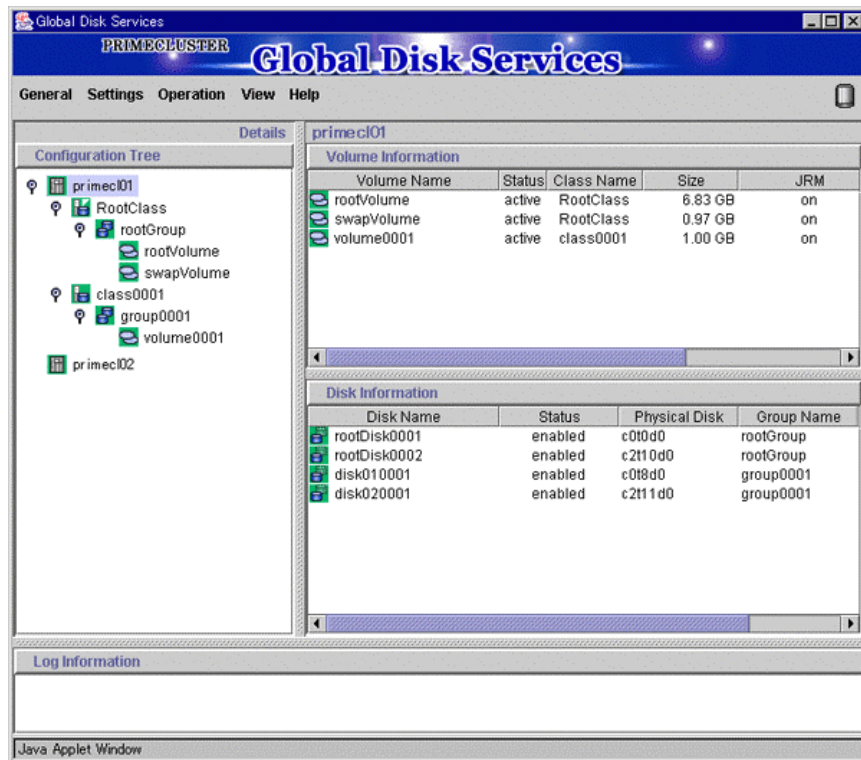 Global Disk Services
PRIMECLUSTER
Global Disk Services
General Settings Operation View Help
Details
primecl01
Configuration Tree
primecl01
RootClass
rootGroup
rootVolume
swapVolume
class0001
group0001
volume0001
primecl02
Volume Information
Volume Name Status Class Name Size JRM
rootVolume active RootClass 6.83 GB on
swapVolume active RootClass 0.97 GB on
volume0001 active class0001 1.00 GB on
Disk Information
Disk Name Status Physical Disk Group Name
rootDisk0001 enabled c0t0d0 rootGroup
rootDisk0002 enabled c2t10d0 rootGroup
disk010001 enabled c0t8d0 group0001
disk020001 enabled c2t11d0 group0001
Log Information
Java Applet Window